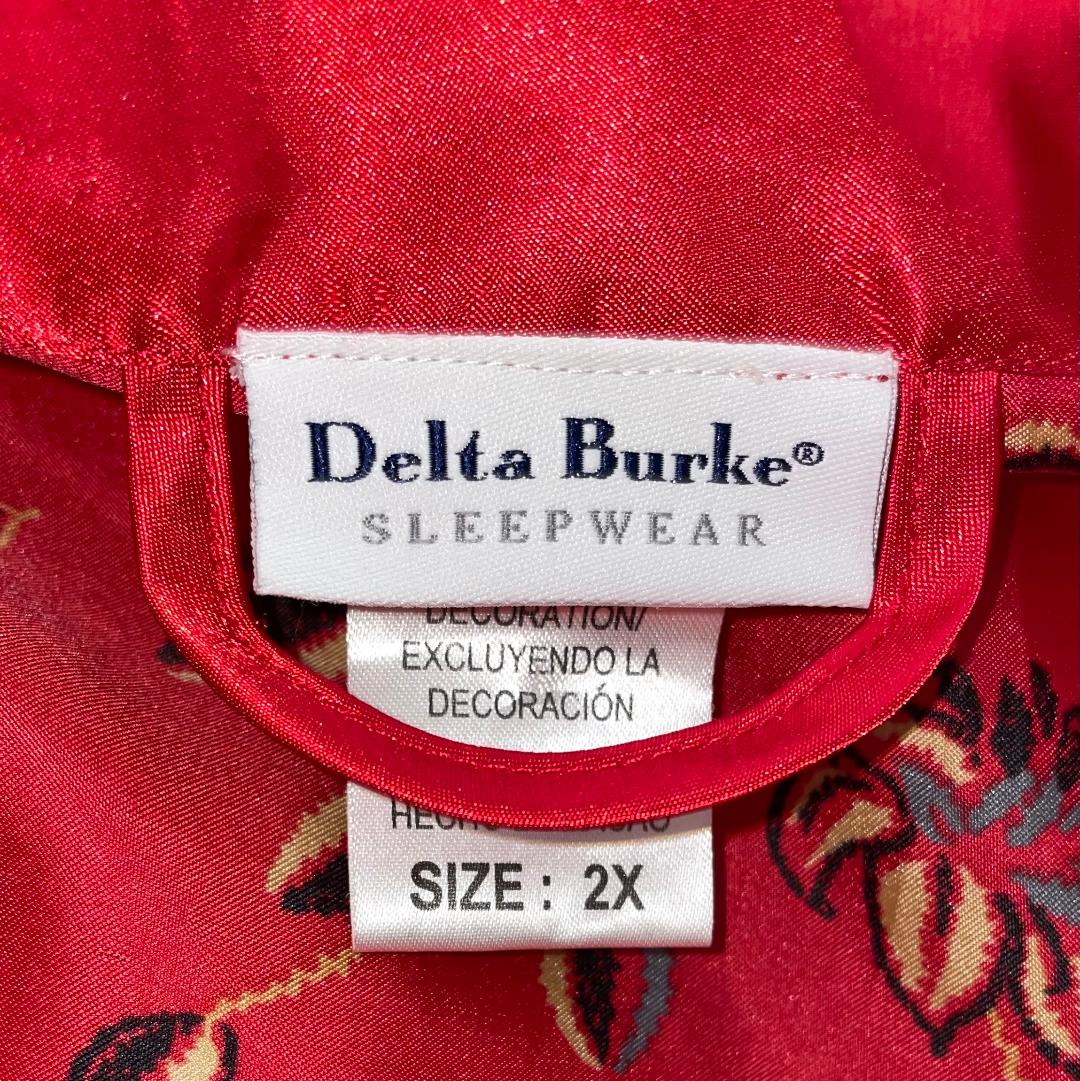 Delta Burke®
SLEEPWEAR
DECORATION/
EXCLUYENDO LA
DECORACIÓN
SIZE: 2X